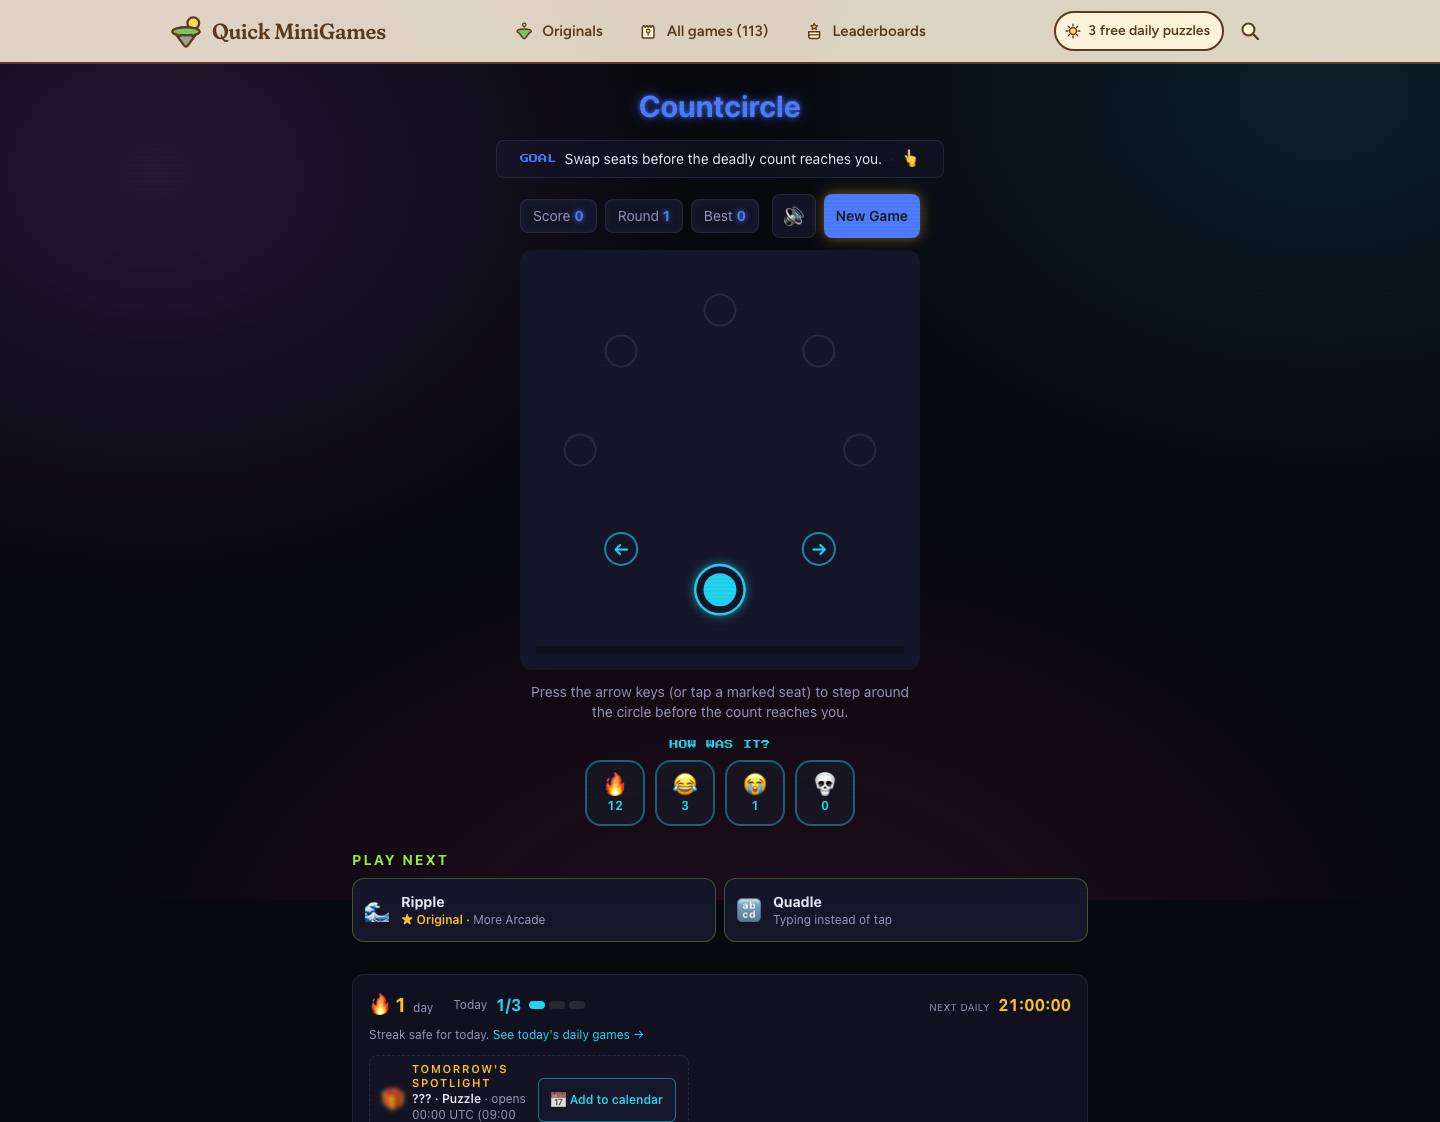 Quick MiniGames
Originals
All games (113)
Leaderboards
3 free daily puzzles
Countcircle
GOAL Swap seats before the deadly count reaches you.
Score 0
Round 1
Best 0
New Game
Press the arrow keys (or tap a marked seat) to step around
the circle before the count reaches you.
HOW WAS IT?
12
3
1
0
PLAY NEXT
Ripple
Original · More Arcade
Quadle
Typing instead of tap
1 day
Today 1/3
NEXT DAILY 21:00:00
Streak safe for today. See today's daily games →
TOMORROW'S
SPOTLIGHT
??? · Puzzle · opens
00:00 UTC (09:00
Add to calendar